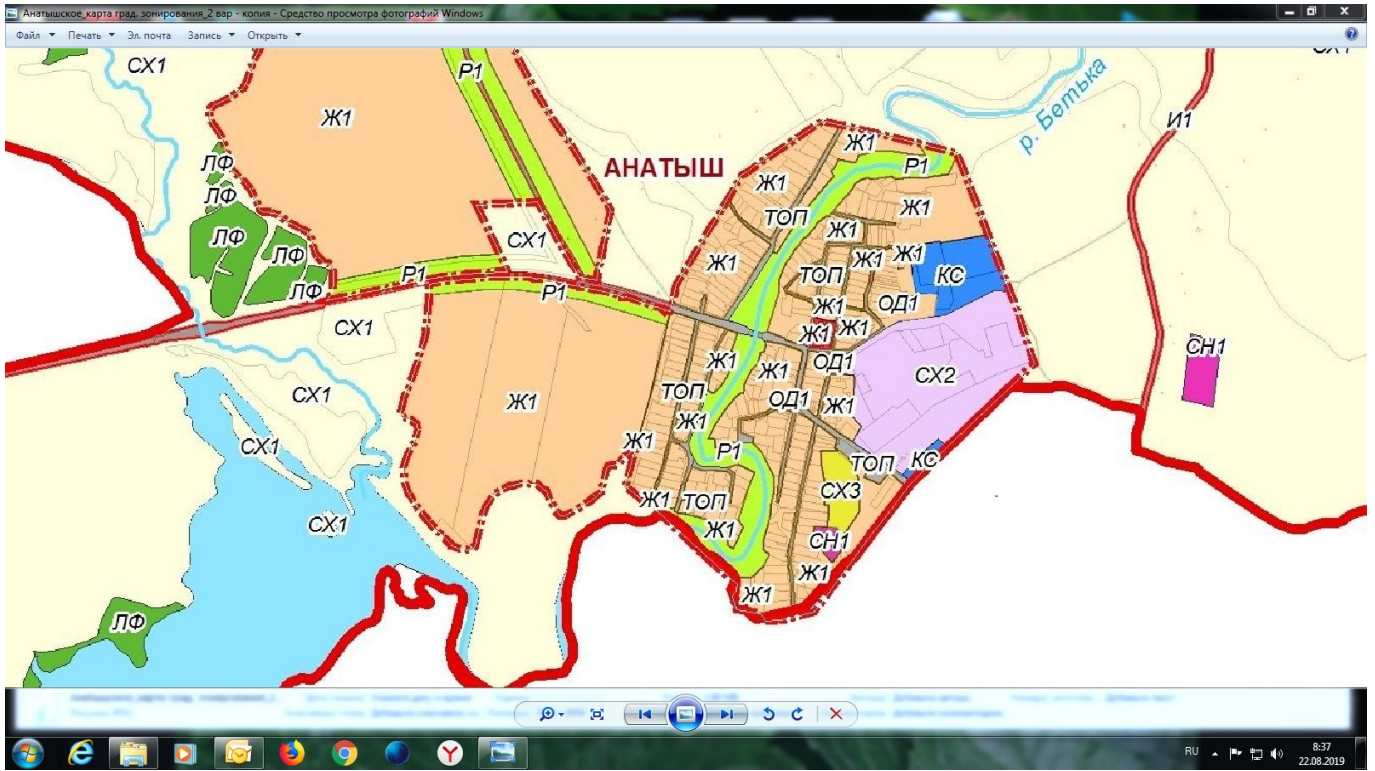 Анатышское_карта град. зонирования_2 вар - копия - Средство просмотра фотографий Windows
Файл Печать Эл. почта Запись Открыть
СХ1
Р1
СХ1
Ж1
И1
р. Бетька
ЛФ
АНАТЫШ
Ж1
Р1
ЛФ
Ж1
ТОП
Ж1
ЛФ
СХ1
Ж1
ЛФ
Ж1
Ж1
Ж1
Р1
ТОП
КС
ЛФ
Р1
Ж1
ОД1
СХ1
Ж1
Ж1
СН1
Ж1
Ж1
ОД1
СХ2
СХ1
ТОП
Ж1
ОД1
Ж1
Ж1
СХ1
Ж1
Р1
ТОП
КС
СХ3
СХ1
Ж1
ТОП
Ж1
СН1
Ж1
Ж1
ЛФ
RU
8:37
22.08.2019